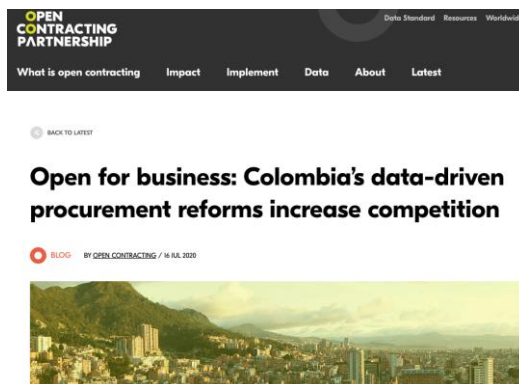 OPEN
CONTRACTING
PARTNERSHIP
Data Standard Resources Worldwid
What is open contracting Impact Implement Data About Latest
BACK TO LATEST
Open for business: Colombia's data-driven
procurement reforms increase competition
BLOG BY OPEN CONTRACTING / 16 JUL 2020